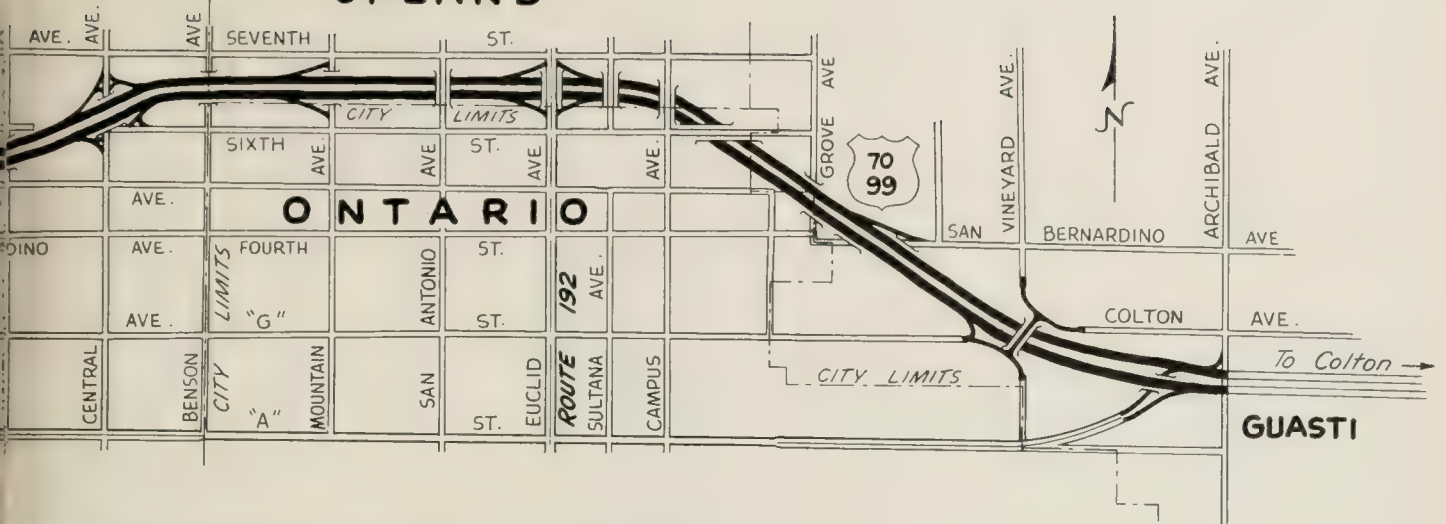 AVE.
AVE.
AVE
SEVENTH
ST.
CITY LIMITS
SIXTH
ST.
AVE.
AVE
AVE.
AVE.
GROVE AVE
70
99
VINEYARD AVE.
N
ARCHIBALD AVE.
AVE.
ONTARIO
AVE.
FOURTH
ST.
SAN BERNARDINO AVE
CITY LIMITS
ANTONIO
ROUTE 192
AVE.
AVE.
"G"
ST.
COLTON AVE.
To Colton
CENTRAL
BENSON
"A"
MOUNTAIN
SAN
ST.
EUCLID
SULTANA
CAMPUS
CITY LIMITS
GUASTI